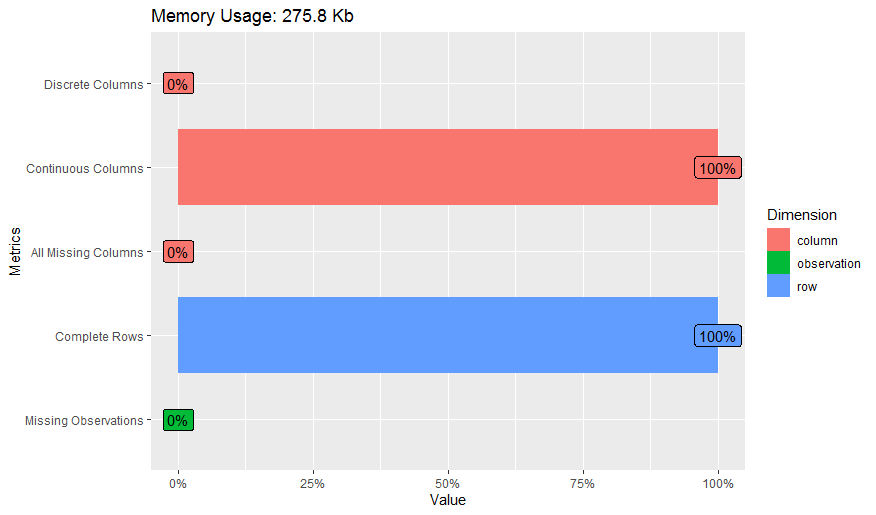 Memory Usage: 275.8 Kb
Metrics
Discrete Columns
0%
Continuous Columns
100%
All Missing Columns
0%
Complete Rows
100%
Missing Observations
0%
0%
25%
50%
75%
100%
Value
Dimension
column
observation
row